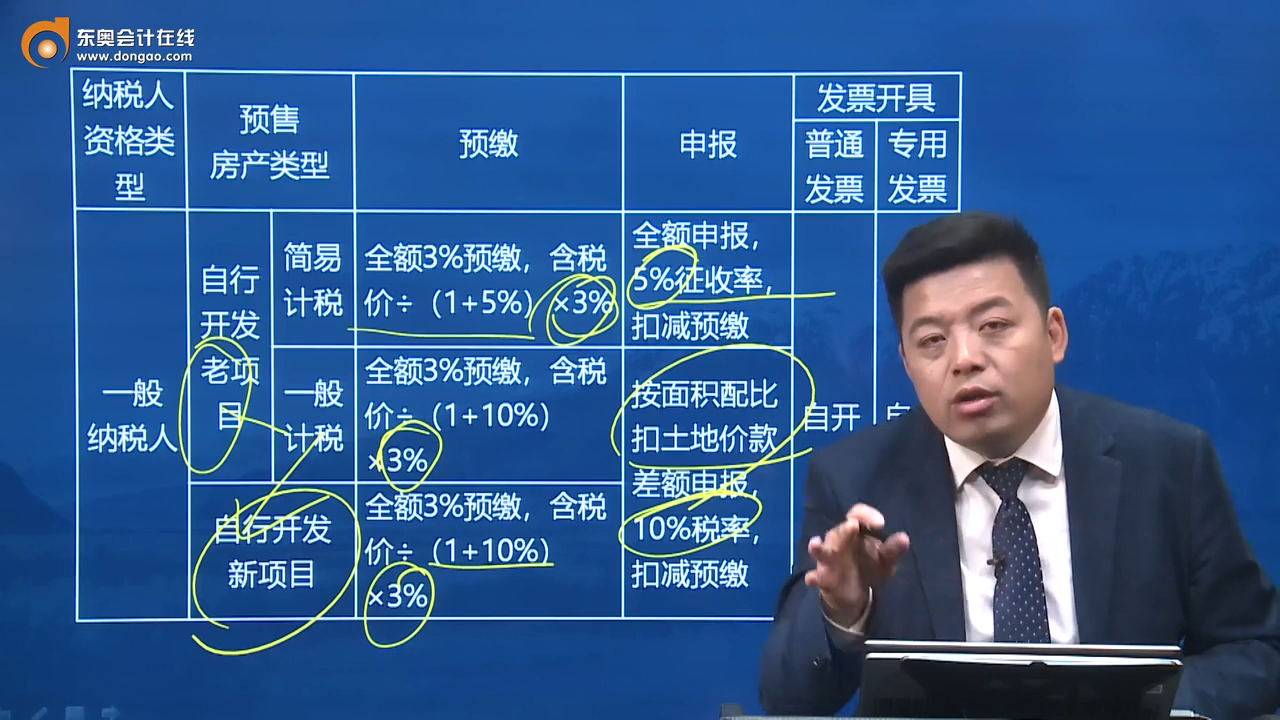 东奥会计在线
www.dongao.com
纳税人
资格类
型
预售
房产类型
预缴
申报
发票开具
普通
发票
专用
发票
一般
纳税人
自行
开发
老项
目
简易
计税
全额3%预缴，含税
价÷（1+5%）×3%
全额申报，
5%征收率，
扣减预缴
一般
计税
全额3%预缴，含税
价÷（1+10%）
×3%
按面积配比
扣土地价款
差额申报，
10%税率，
扣减预缴
自开
自行开发
新项目
全额3%预缴，含税
价÷（1+10%）
×3%